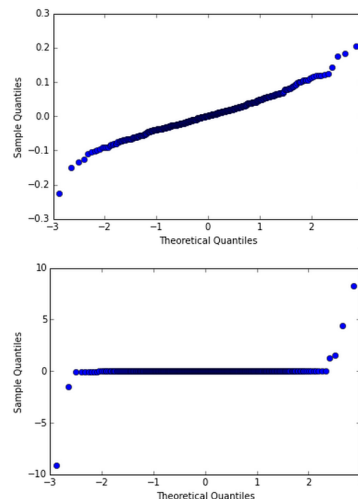 0.3
0.2
0.1
0.0
−0.1
−0.2
−0.3
Sample Quantiles
−3 −2 −1 0 1 2
Theoretical Quantiles
10
5
0
−5
−10
Sample Quantiles
−3 −2 −1 0 1 2
Theoretical Quantiles